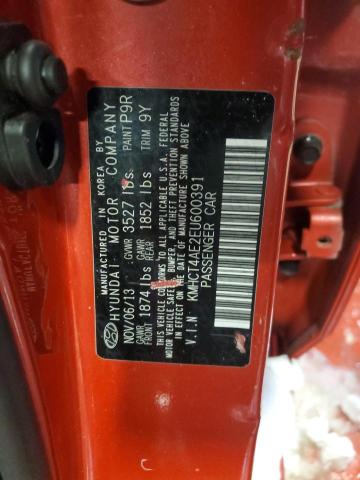 MANUFACTURED IN KOREA BY
HYUNDAI MOTOR COMPANY
NOV/06/13 GVWR 3527 lbs. PAINT P9R
GAWR FRONT 1874 lbs GAWR REAR 1852 lbs TRIM 9Y
THIS VEHICLE CONFORMS TO ALL APPLICABLE U.S.A. FEDERAL
MOTOR VEHICLE SAFETY, BUMPER, AND THEFT PREVENTION STANDARDS
IN EFFECT ON THE DATE OF MANUFACTURE SHOWN ABOVE
V.I.N KMHCT4AE2EU600391
PASSENGER CAR